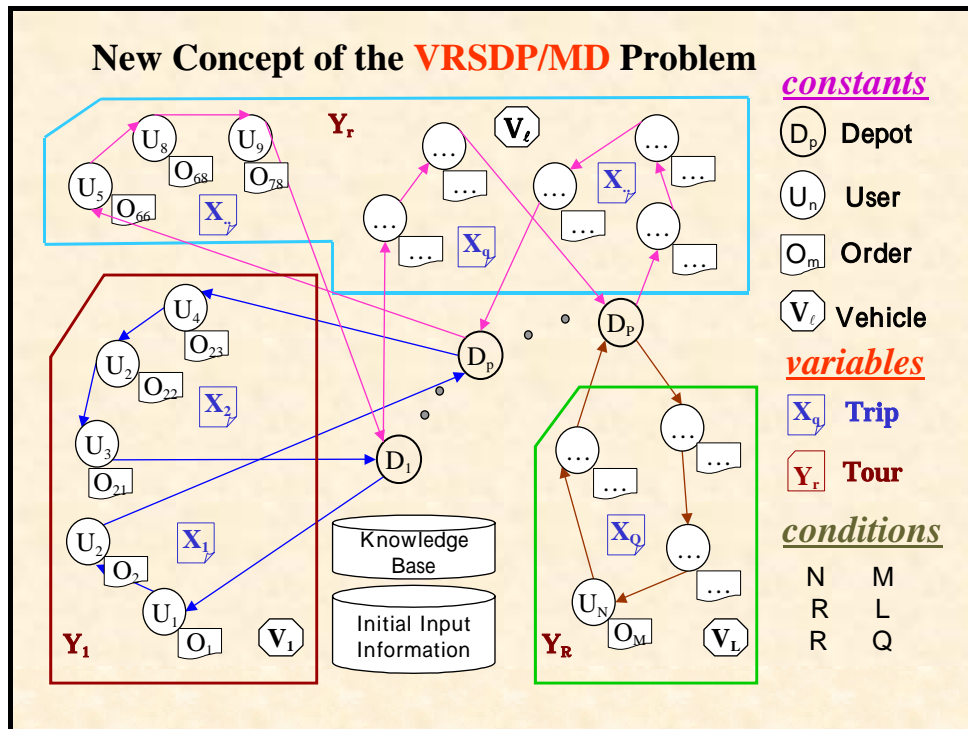 New Concept of the VRSDP/MD Problem
constants
Dp Depot
Un User
Om Order
Vℓ Vehicle
variables
Xq Trip
Yr Tour
conditions
N M
R L
R Q
Yr
Vℓ
U5
O66
U8
O68
U9
O78
X..
...
...
...
...
Xq
...
...
...
...
...
...
X..
U4
O23
U2
O22
X2
U3
O21
U2
O2
X1
U1
O1
Y1
V1
Dp
DP
D1
Knowledge
Base
Initial Input
Information
...
...
...
...
...
...
XQ
UN
OM
YR
VL